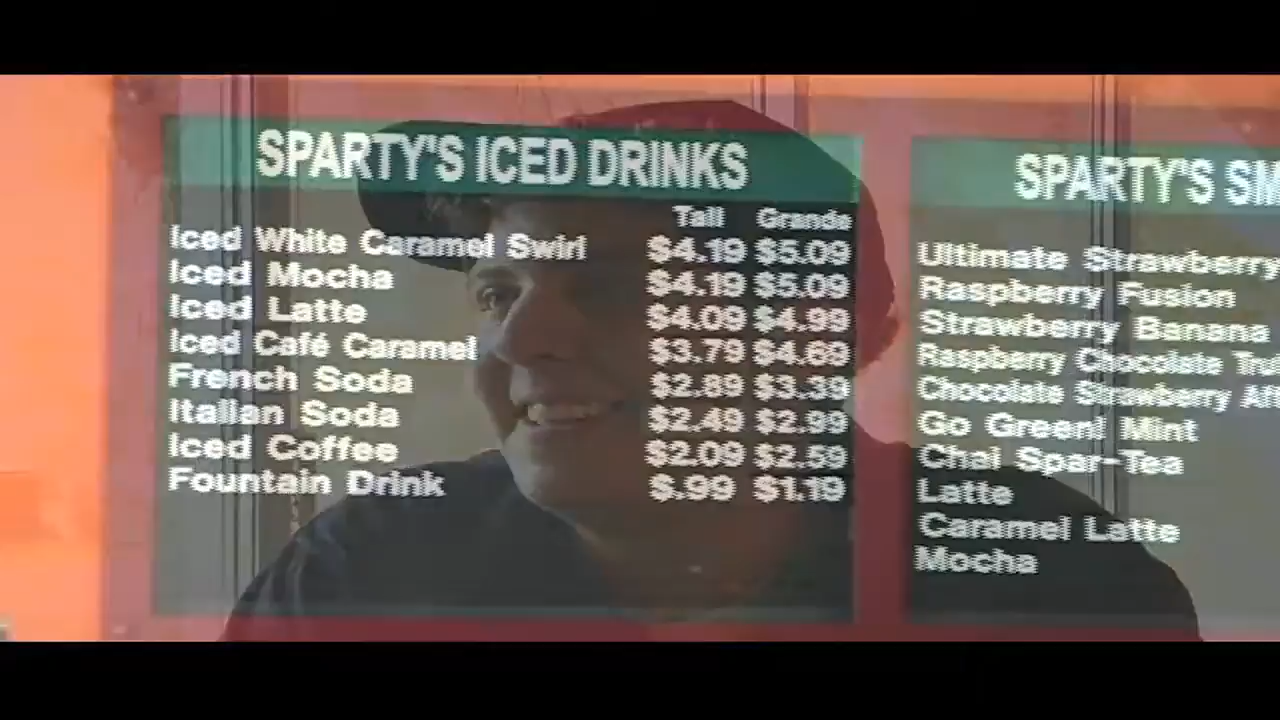 SPARTY'S ICED DRINKS
Tall Grande
Iced White Caramel Swirl $4.19 $5.09
Iced Mocha $4.19 $5.09
Iced Latte $4.09 $4.99
Iced Café Caramel $3.79 $4.69
French Soda $2.89 $3.39
Italian Soda $2.49 $2.99
Iced Coffee $2.09 $2.59
Fountain Drink $.99 $1.19
SPARTY'S
Ultimate Strawberry
Raspberry Fusion
Strawberry Banana
Raspberry Chocolate
Chocolate Strawberry
Go Green! Mint
Chai Spar-Tea
Latte
Caramel Latte
Mocha